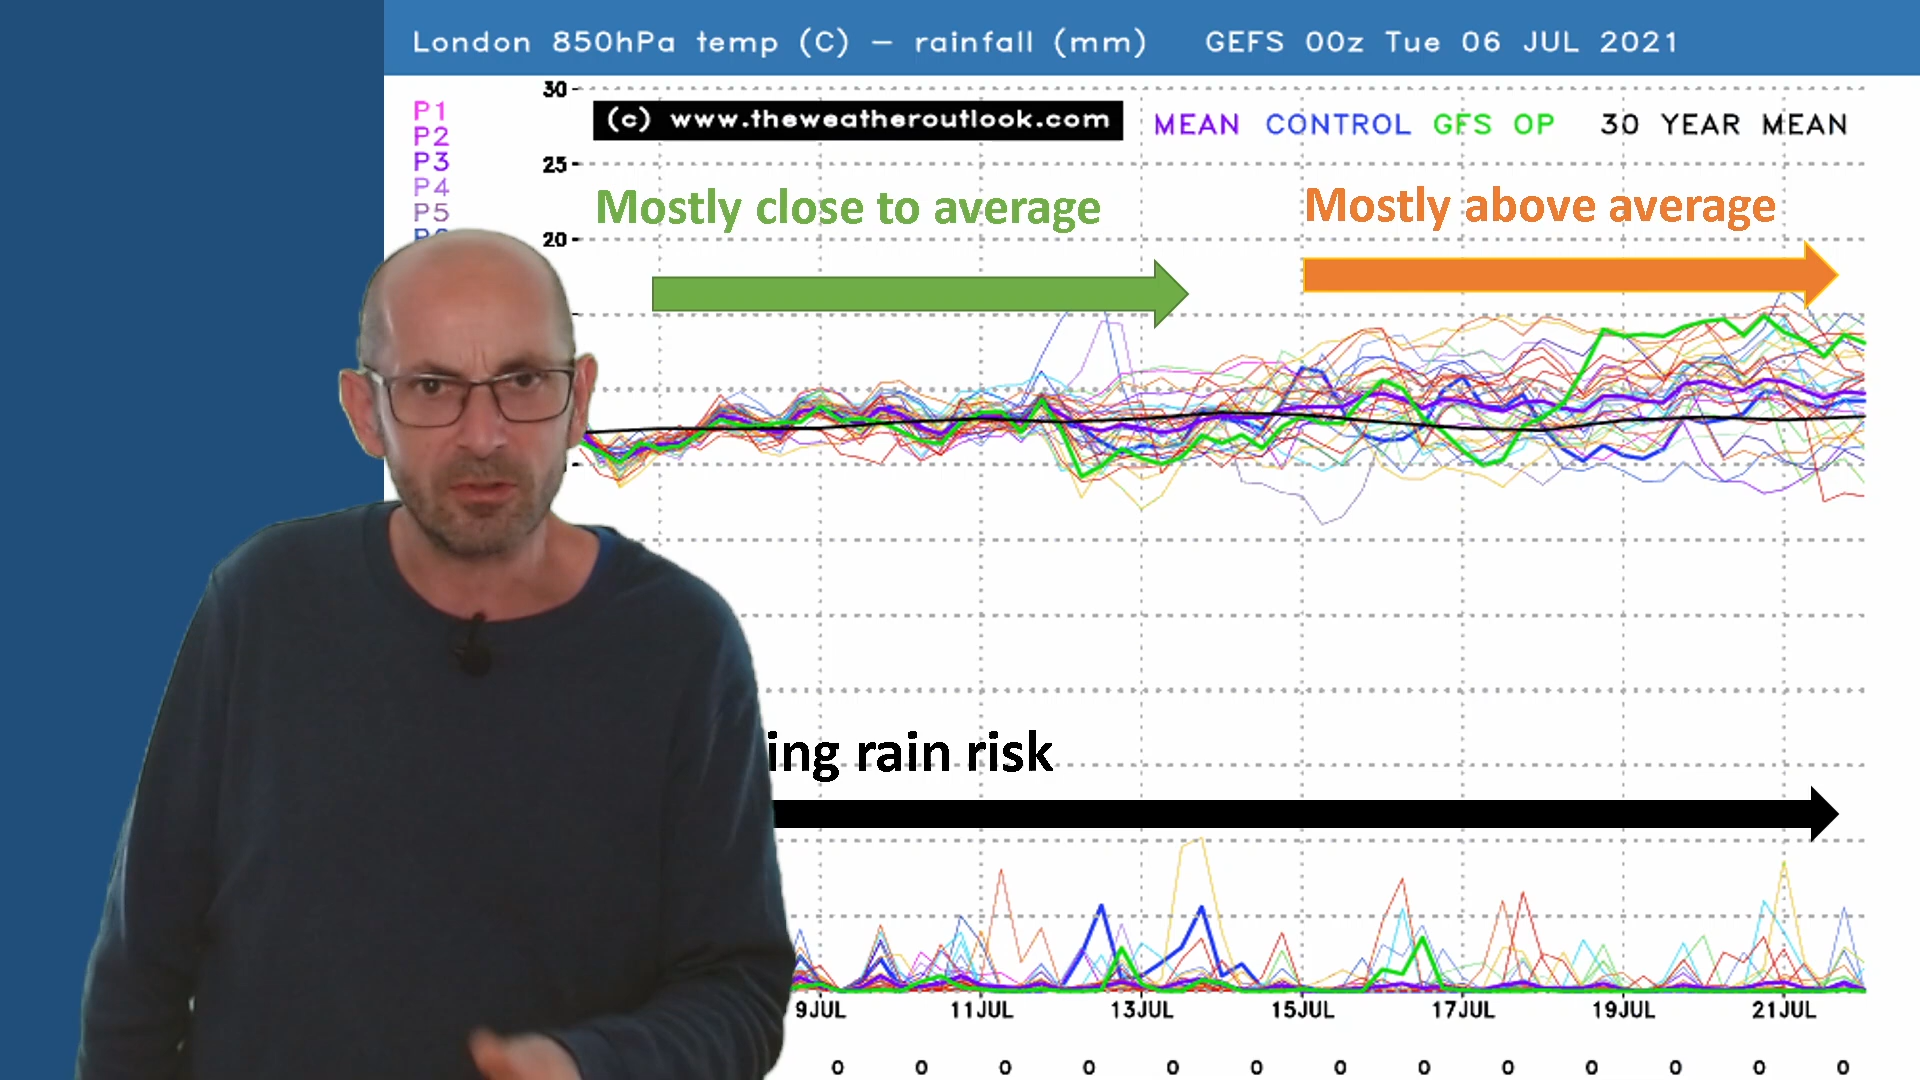 London 850hPa temp (C) – rainfall (mm) GEFS 00z Tue 06 JUL 2021
30
(c) www.theweatheroutlook.com MEAN CONTROL GFS OP 30 YEAR MEAN
P1
P2
P3
P4
P5
25
Mostly close to average Mostly above average
20
ing rain risk
9JUL 11JUL 13JUL 15JUL 17JUL 19JUL 21JUL
0 0 0 0 0 0 0 0 0 0 0 0 0